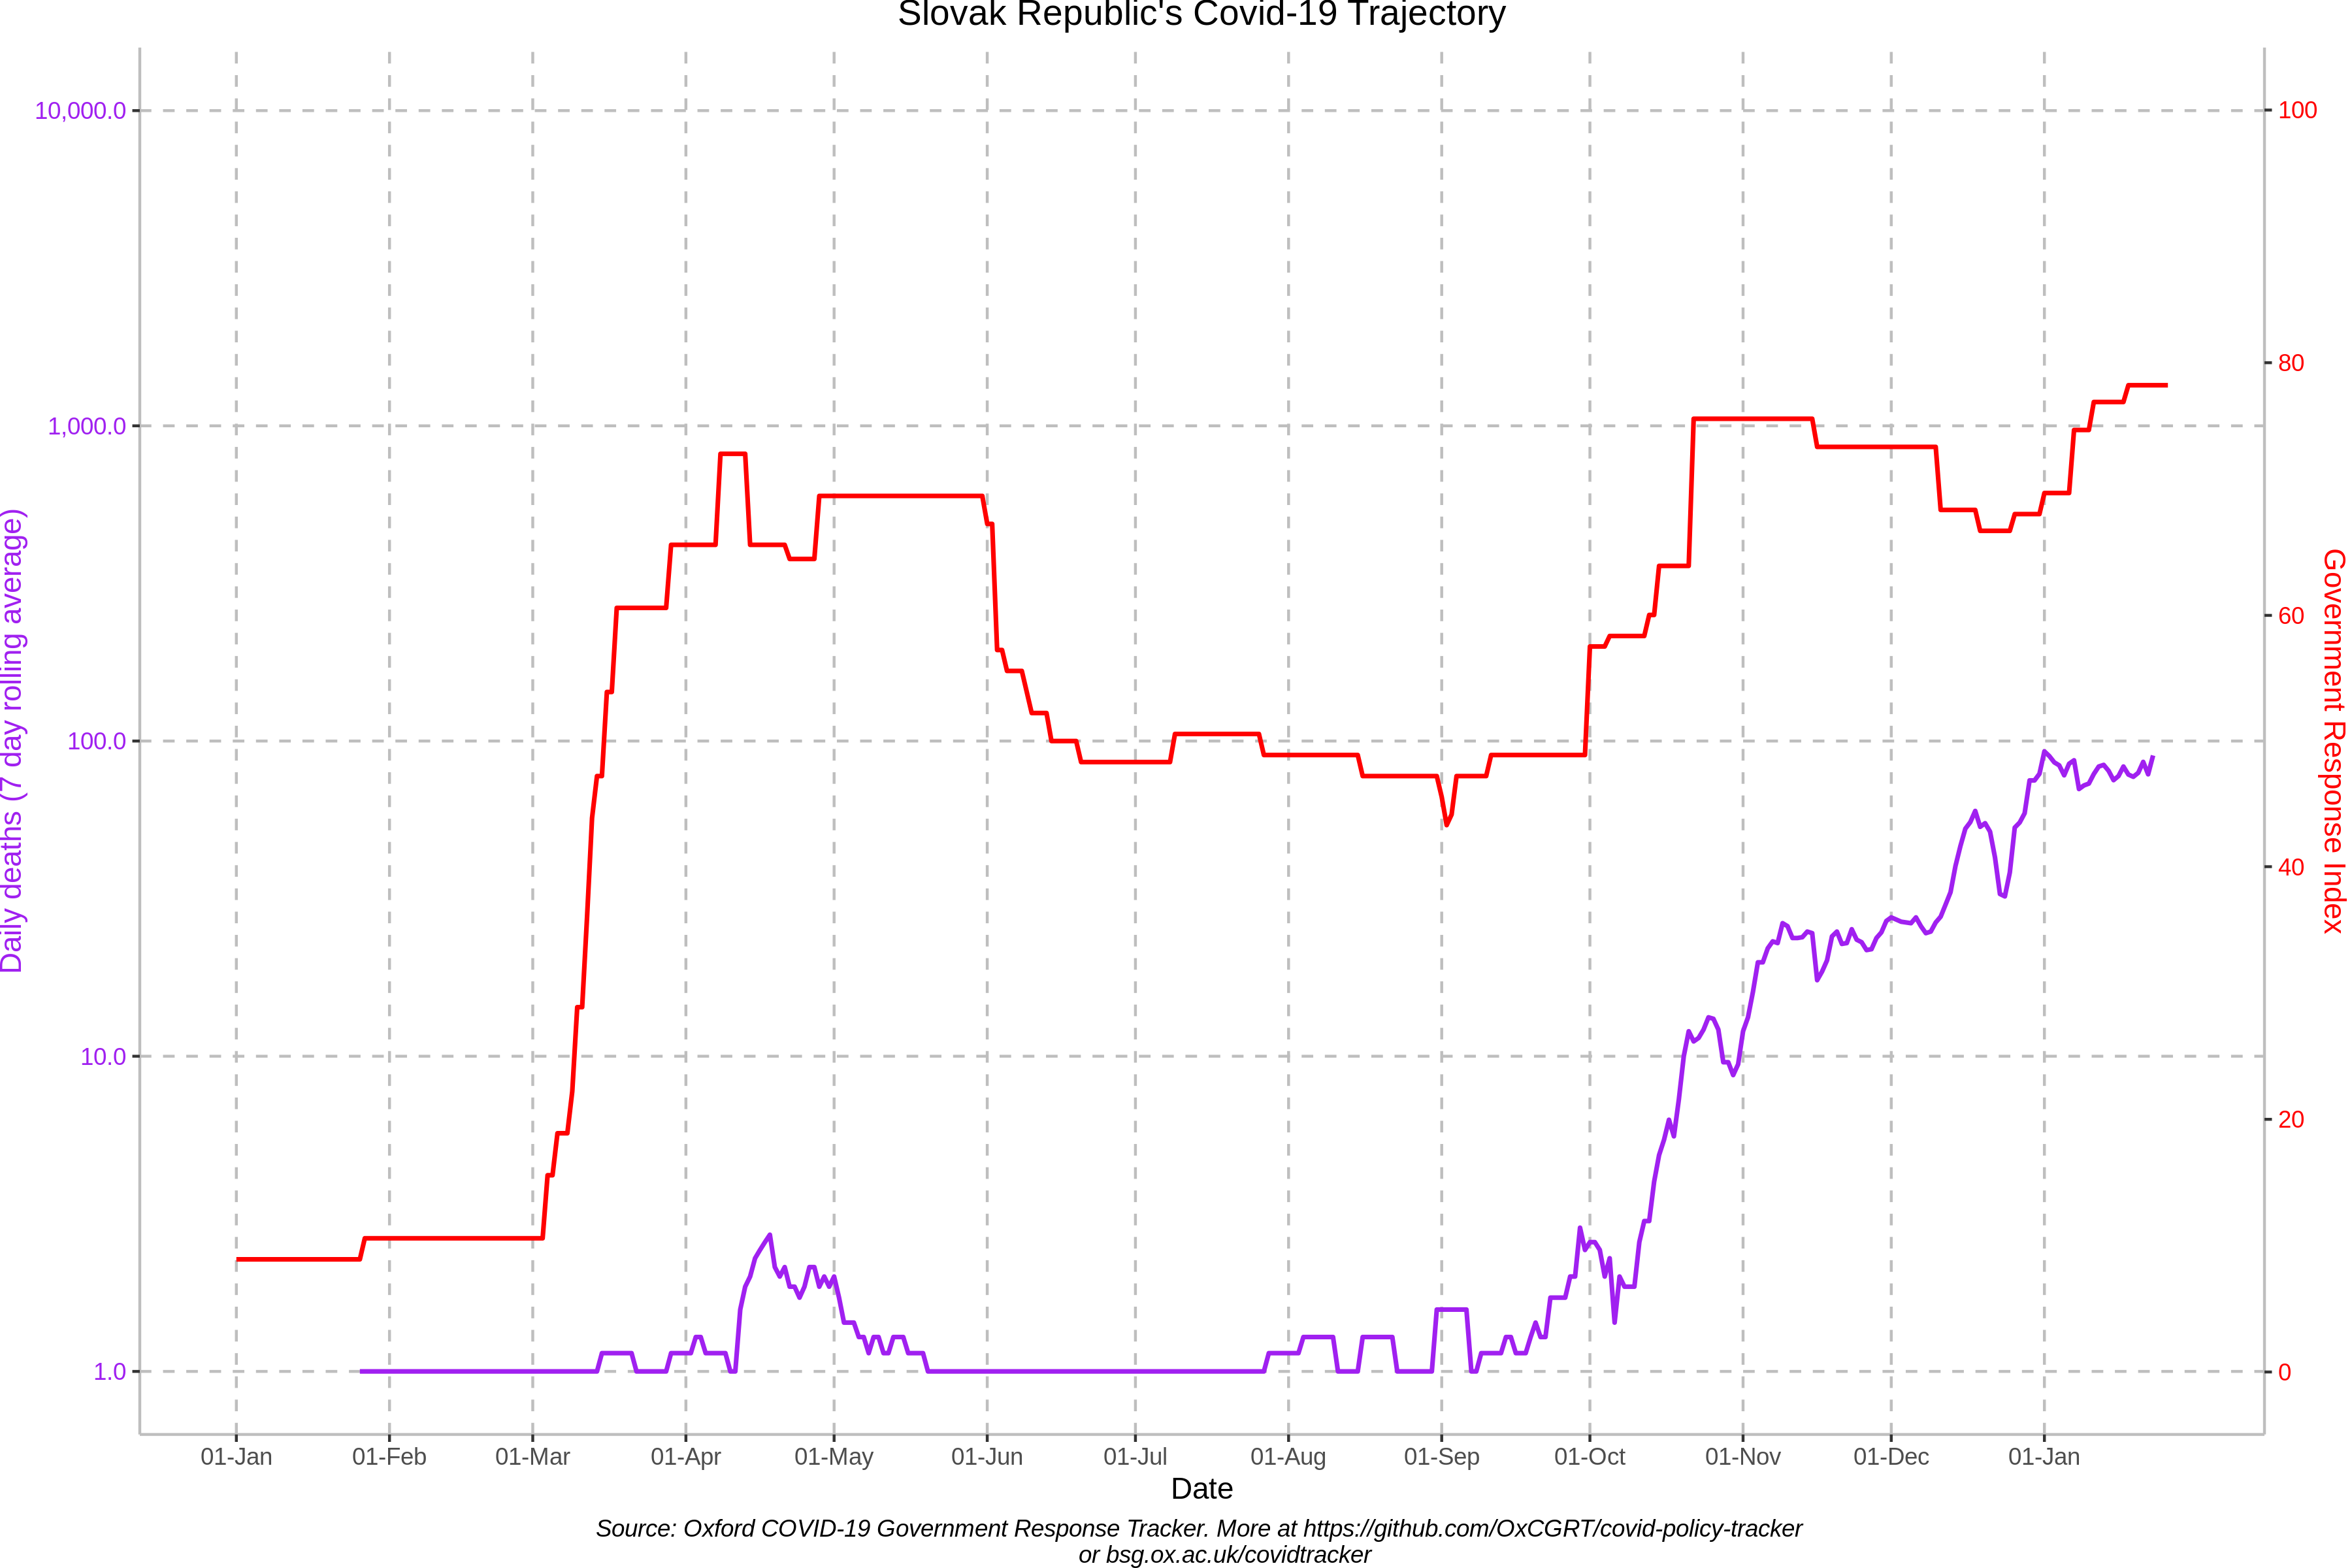 Slovak Republic's Covid-19 Trajectory
10,000.0
1,000.0
100.0
10.0
1.0
Daily deaths (7 day rolling average)
100
80
60
40
20
0
Government Response Index
01-Jan 01-Feb 01-Mar 01-Apr 01-May 01-Jun 01-Jul 01-Aug 01-Sep 01-Oct 01-Nov 01-Dec 01-Jan
Date
Source: Oxford COVID-19 Government Response Tracker. More at https://github.com/OxCGRT/covid-policy-tracker
or bsg.ox.ac.uk/covidtracker